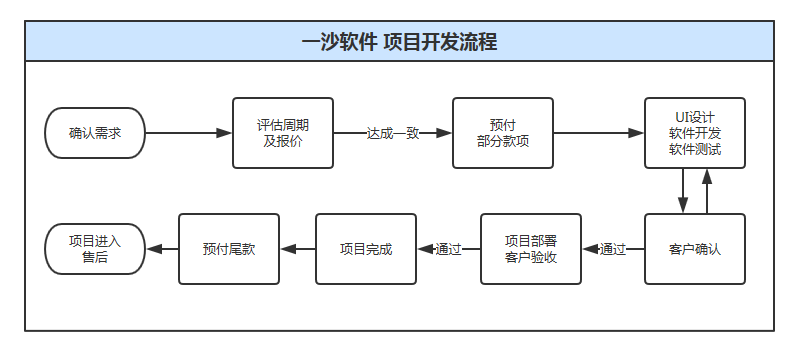 一沙软件 项目开发流程
确认需求
评估周期
及报价
达成一致
预付
部分款项
UI设计
软件开发
软件测试
客户确认
通过
项目部署
客户验收
通过
项目完成
预付尾款
项目进入
售后